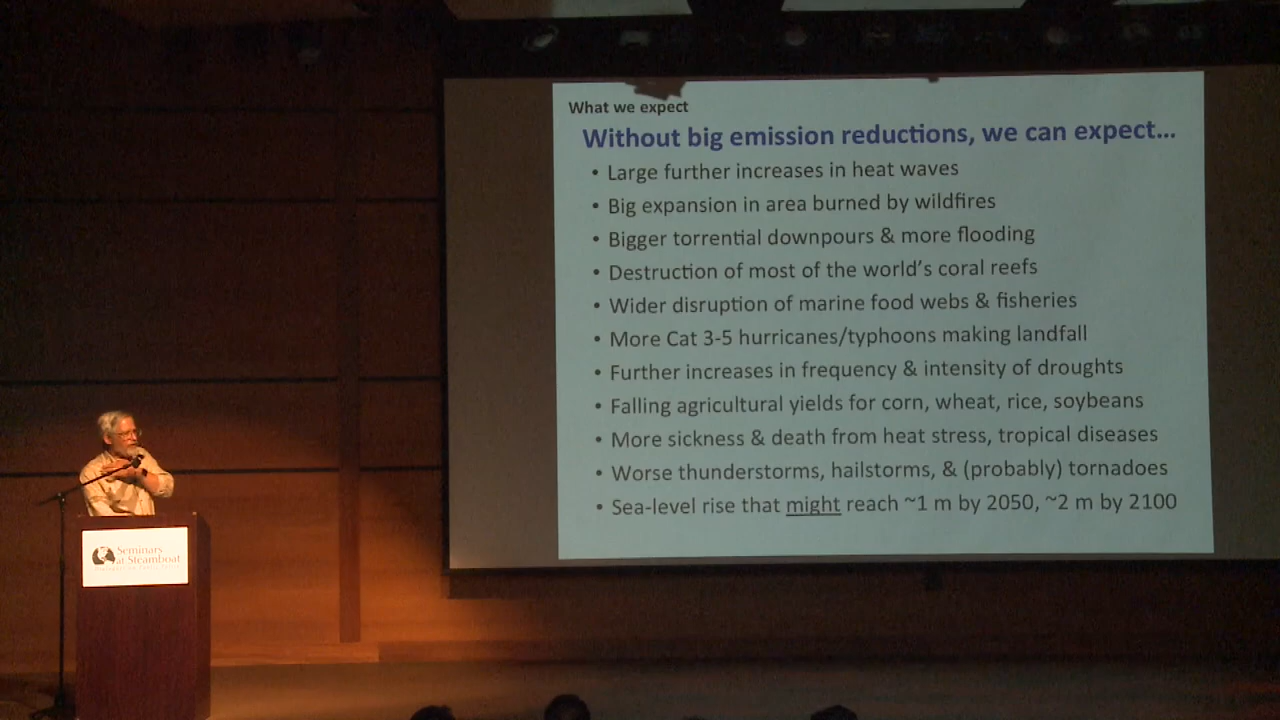 What we expect
Without big emission reductions, we can expect...
• Large further increases in heat waves
• Big expansion in area burned by wildfires
• Bigger torrential downpours & more flooding
• Destruction of most of the world's coral reefs
• Wider disruption of marine food webs & fisheries
• More Cat 3-5 hurricanes/typhoons making landfall
• Further increases in frequency & intensity of droughts
• Falling agricultural yields for corn, wheat, rice, soybeans
• More sickness & death from heat stress, tropical diseases
• Worse thunderstorms, hailstorms, & (probably) tornadoes
• Sea-level rise that might reach ~1 m by 2050, ~2 m by 2100
Seminars
at Steamboat